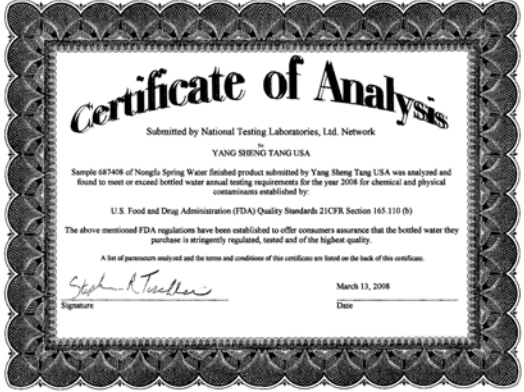 Certificate of Analysis
Submitted by National Testing Laboratories, Ltd. Network
to
YANG SHENG TANG USA
Sample 687408 of Nongfu Spring Water finished product submitted by Yang Sheng Tang USA was analyzed and
found to meet or exceed bottled water annual testing requirements for the year 2008 for chemical and physical
contaminants established by:
U.S. Food and Drug Administration (FDA) Quality Standards 21CFR Section 165.110 (b)
The above mentioned FDA regulations have been established to offer consumers assurance that the bottled water they
purchase is stringently regulated, tested and of the highest quality.
A list of parameters analyzed and the terms and conditions of this certificate are listed on the back of this certificate.
March 13, 2008
Signature
Date